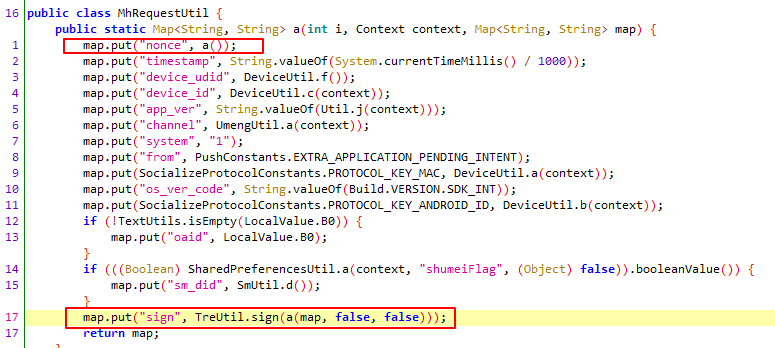 16 public class MhRequestUtil {
public static Map<String, String> a(int i, Context context, Map<String, String> map) {
1 map.put("nonce", a());
2 map.put("timestamp", String.valueOf(System.currentTimeMillis() / 1000));
3 map.put("device_udid", DeviceUtil.f());
4 map.put("device_id", DeviceUtil.c(context));
5 map.put("app_ver", String.valueOf(Util.j(context)));
6 map.put("channel", UmengUtil.a(context));
7 map.put("system", "1");
8 map.put("from", PushConstants.EXTRA_APPLICATION_PENDING_INTENT);
9 map.put(SocializeProtocolConstants.PROTOCOL_KEY_MAC, DeviceUtil.a(context));
10 map.put("os_ver_code", String.valueOf(Build.VERSION.SDK_INT));
11 map.put(SocializeProtocolConstants.PROTOCOL_KEY_ANDROID_ID, DeviceUtil.b(context));
12 if (!TextUtils.isEmpty(LocalValue.B0)) {
13 map.put("oaid", LocalValue.B0);
}
14 if (((Boolean) SharedPreferencesUtil.a(context, "shumeiFlag", (Object) false)).booleanValue()) {
15 map.put("sm_did", SmUtil.d());
}
17 map.put("sign", TreUtil.sign(a(map, false, false)));
17 return map;